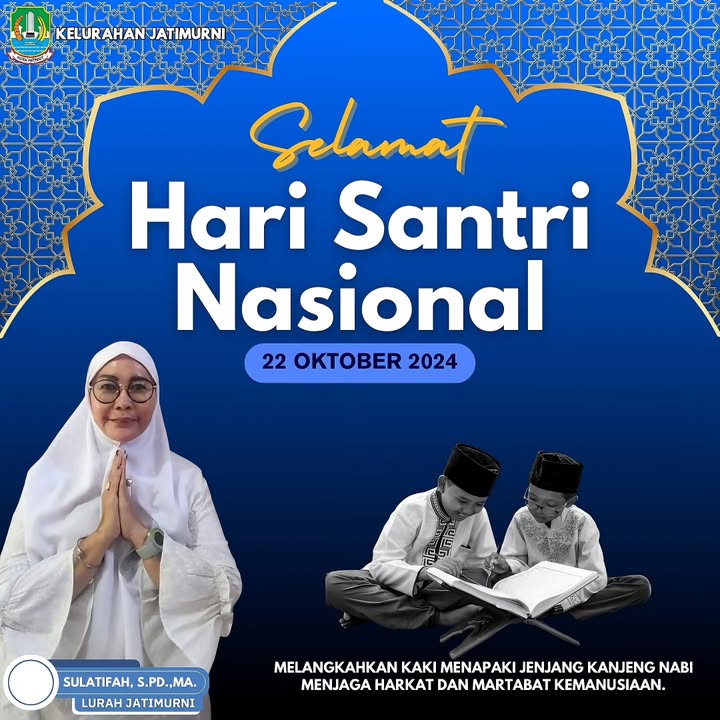 KELURAHAN JATIMURNI
Selamat
Hari Santri
Nasional
22 OKTOBER 2024
MELANGKAHKAN KAKI MENAPAKI JENJANG KANJENG NABI
MENJAGA HARKAT DAN MARTABAT KEMANUSIAAN.
SULATIFAH, S.PD.,MA.
LURAH JATIMURNI